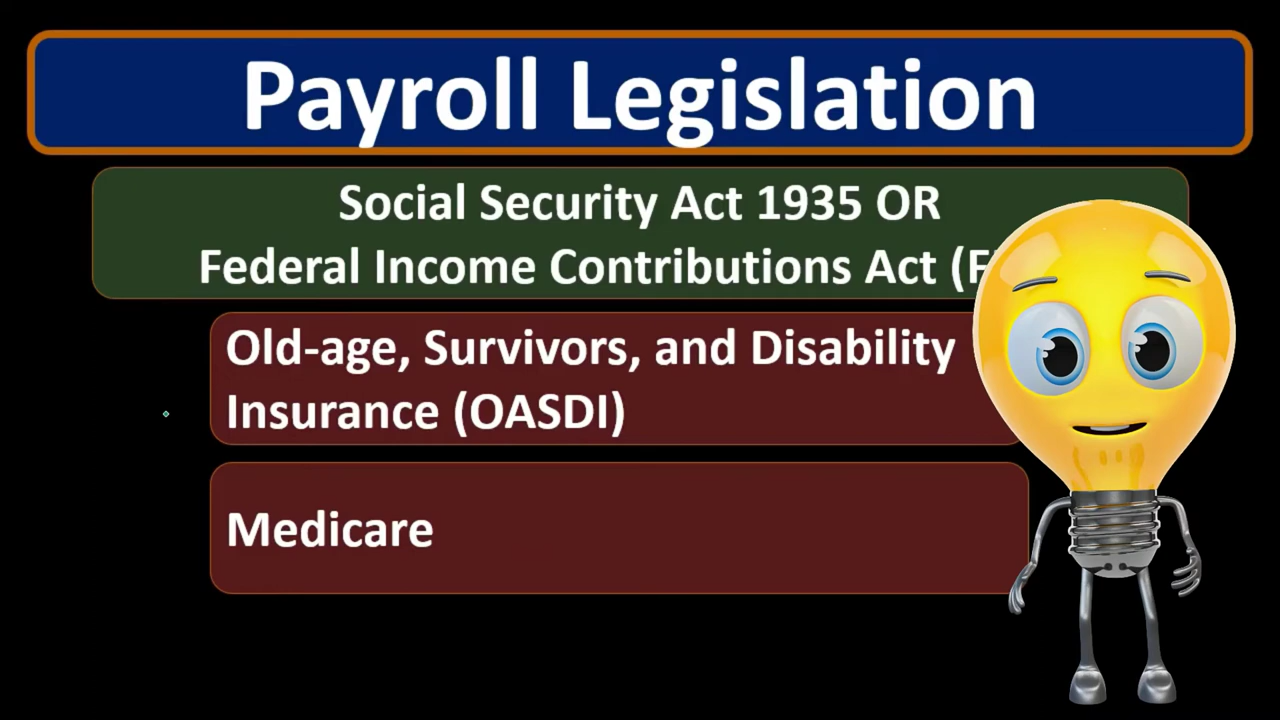 Payroll Legislation
Social Security Act 1935 OR
Federal Income Contributions Act (F
Old-age, Survivors, and Disability
Insurance (OASDI)
Medicare